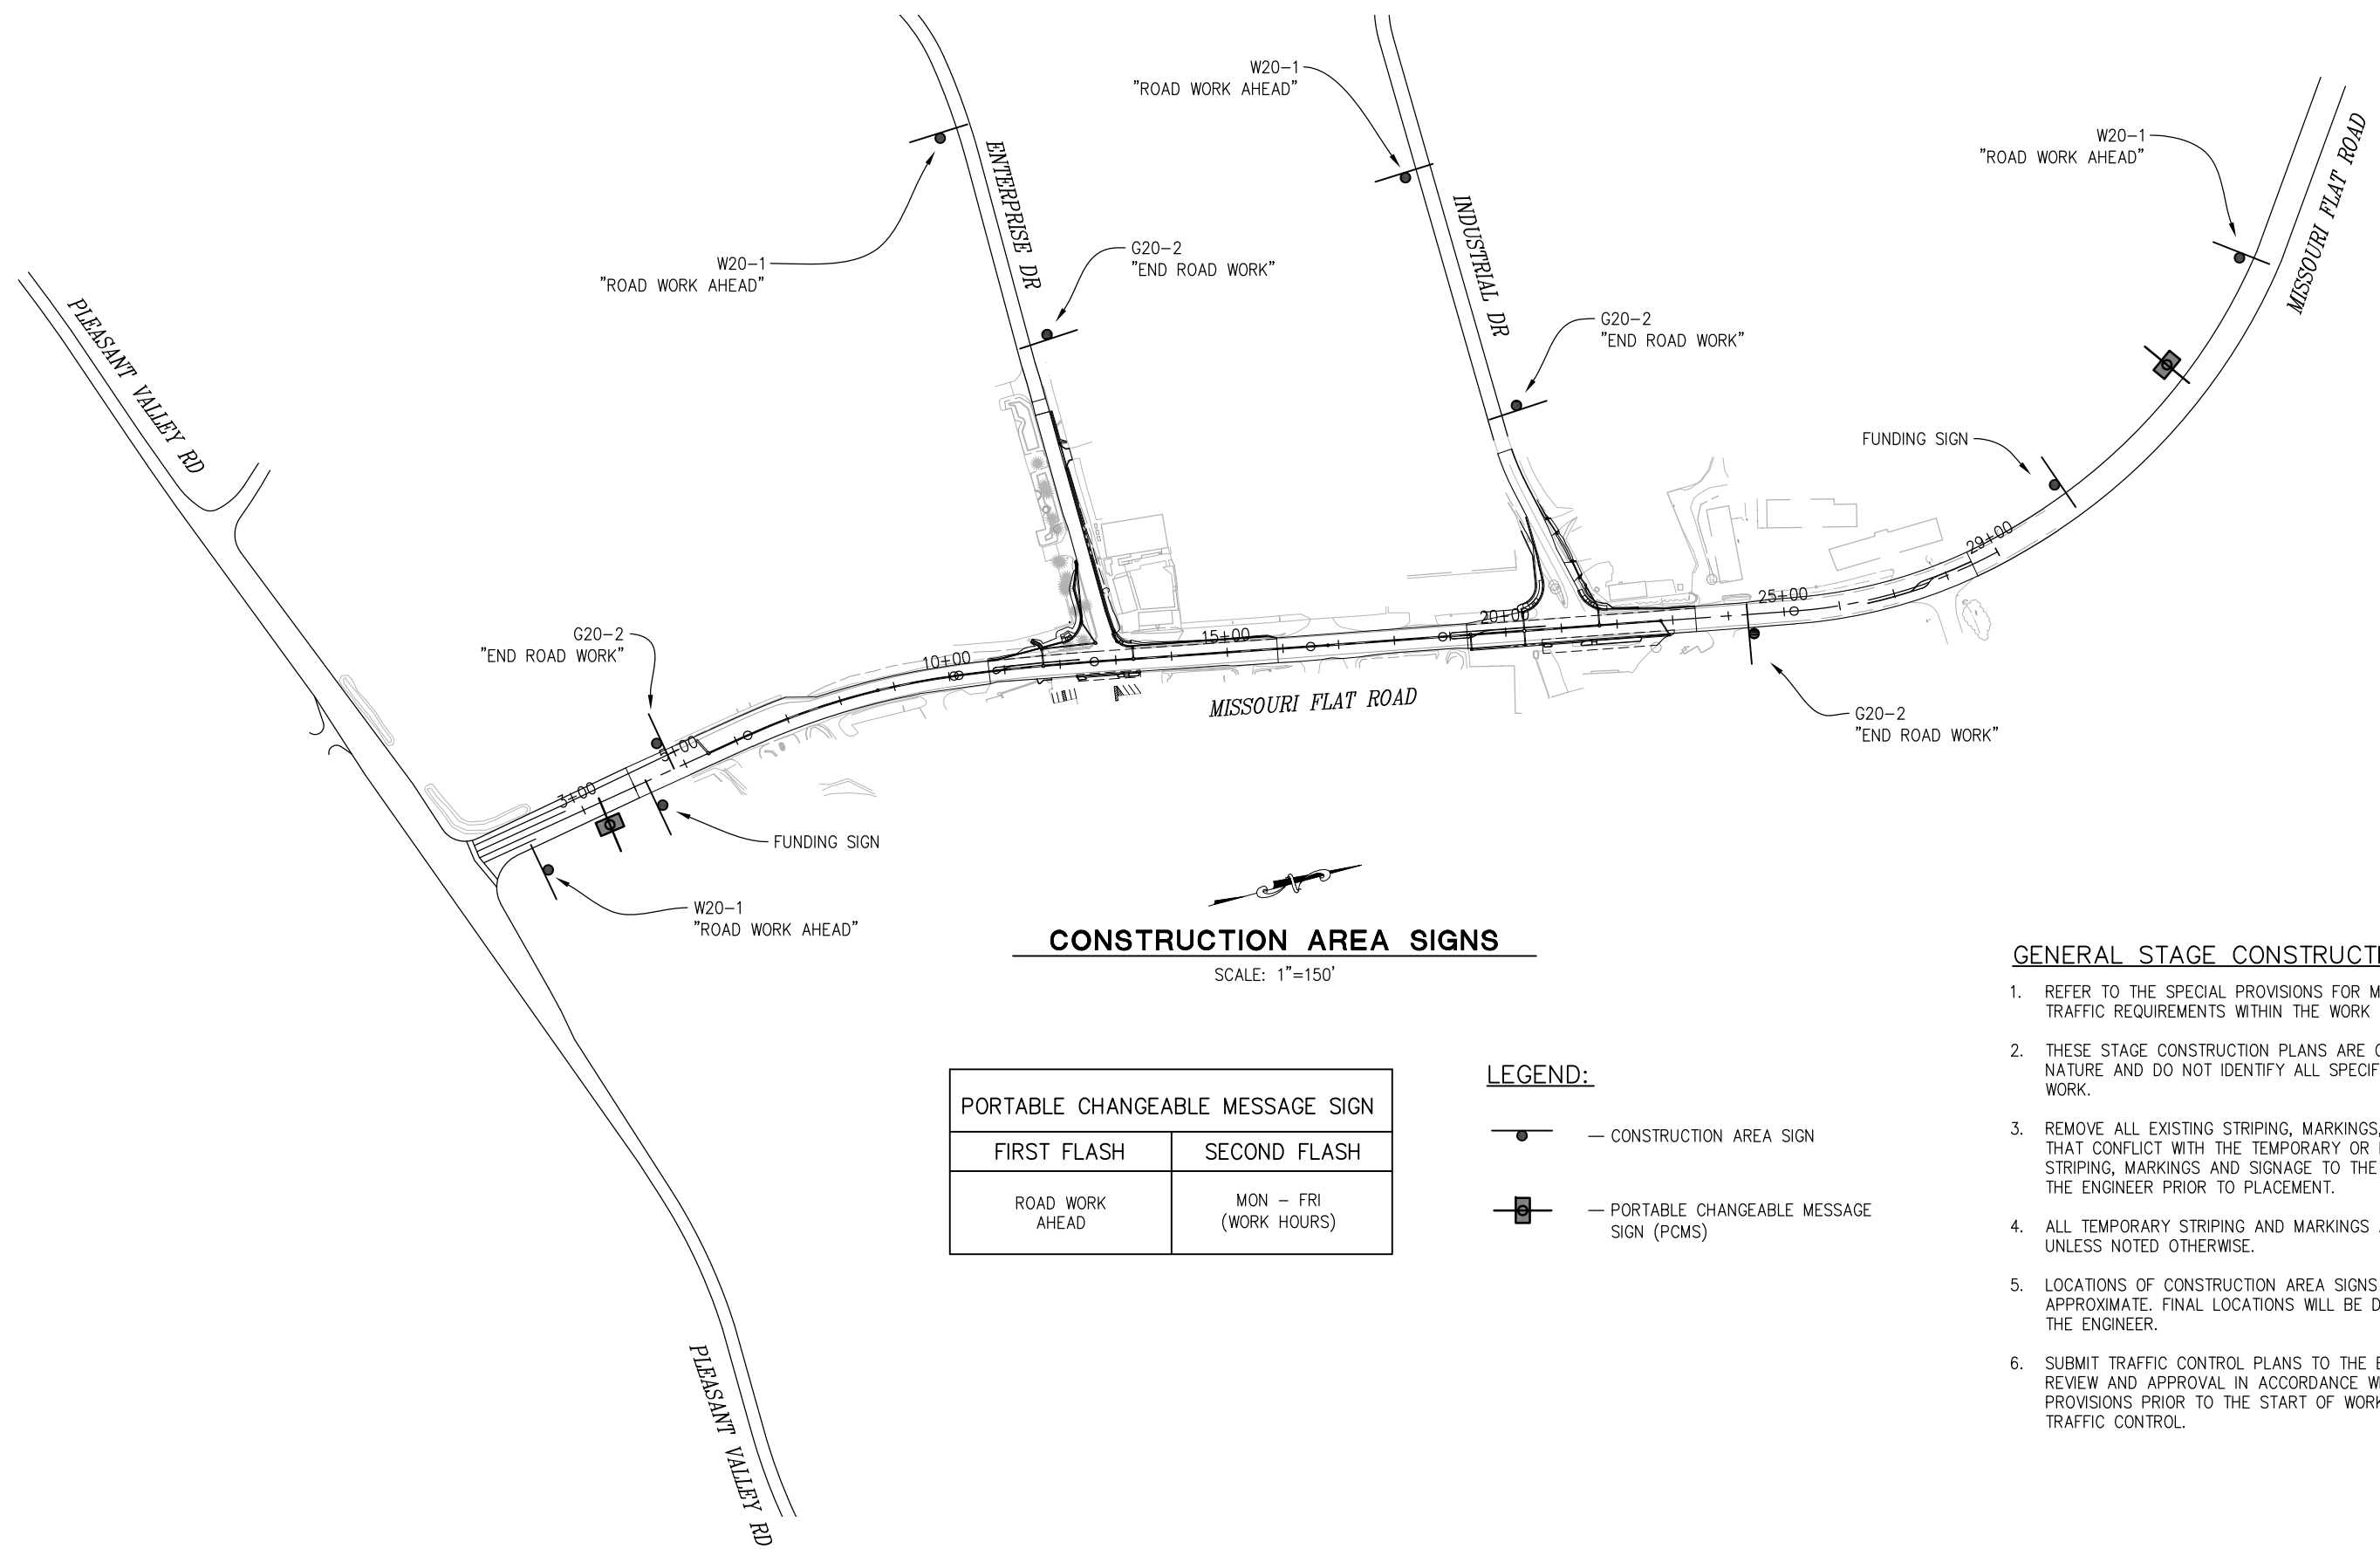 W20-1
"ROAD WORK AHEAD"
W20-1
"ROAD WORK AHEAD"
MISSOURI FLAT ROAD
ENTERPRISE DR
INDUSTRIAL DR
G20-2
"END ROAD WORK"
W20-1
"ROAD WORK AHEAD"
PLEASANT VALLEY RD
G20-2
"END ROAD WORK"
FUNDING SIGN
29+00
25+00
20+00
15+00
10+00
G20-2
"END ROAD WORK"
MISSOURI FLAT ROAD
G20-2
"END ROAD WORK"
5+00
3+00
FUNDING SIGN
W20-1
"ROAD WORK AHEAD"
CONSTRUCTION AREA SIGNS
SCALE: 1"=150'
PORTABLE CHANGEABLE MESSAGE SIGN
FIRST FLASH SECOND FLASH
ROAD WORK
AHEAD
MON - FRI
(WORK HOURS)
LEGEND:
- CONSTRUCTION AREA SIGN
- PORTABLE CHANGEABLE MESSAGE
SIGN (PCMS)
PLEASANT VALLEY RD
GENERAL STAGE
1. REFER TO THE SPECIAL PROVISIONS FOR
TRAFFIC REQUIREMENTS WITHIN THE WORK
2. THESE STAGE CONSTRUCTION PLANS ARE
NATURE AND DO NOT IDENTIFY ALL
WORK.
3. REMOVE ALL EXISTING STRIPING, MARKINGS,
THAT CONFLICT WITH THE TEMPORARY OR
STRIPING, MARKINGS AND SIGNAGE TO THE
THE ENGINEER PRIOR TO PLACEMENT.
4. ALL TEMPORARY STRIPING AND MARKINGS
UNLESS NOTED OTHERWISE.
5. LOCATIONS OF CONSTRUCTION AREA SIGNS
APPROXIMATE. FINAL LOCATIONS WILL BE
THE ENGINEER.
6. SUBMIT TRAFFIC CONTROL PLANS TO THE
REVIEW AND APPROVAL IN ACCORDANCE
PROVISIONS PRIOR TO THE START OF WORK
TRAFFIC CONTROL.